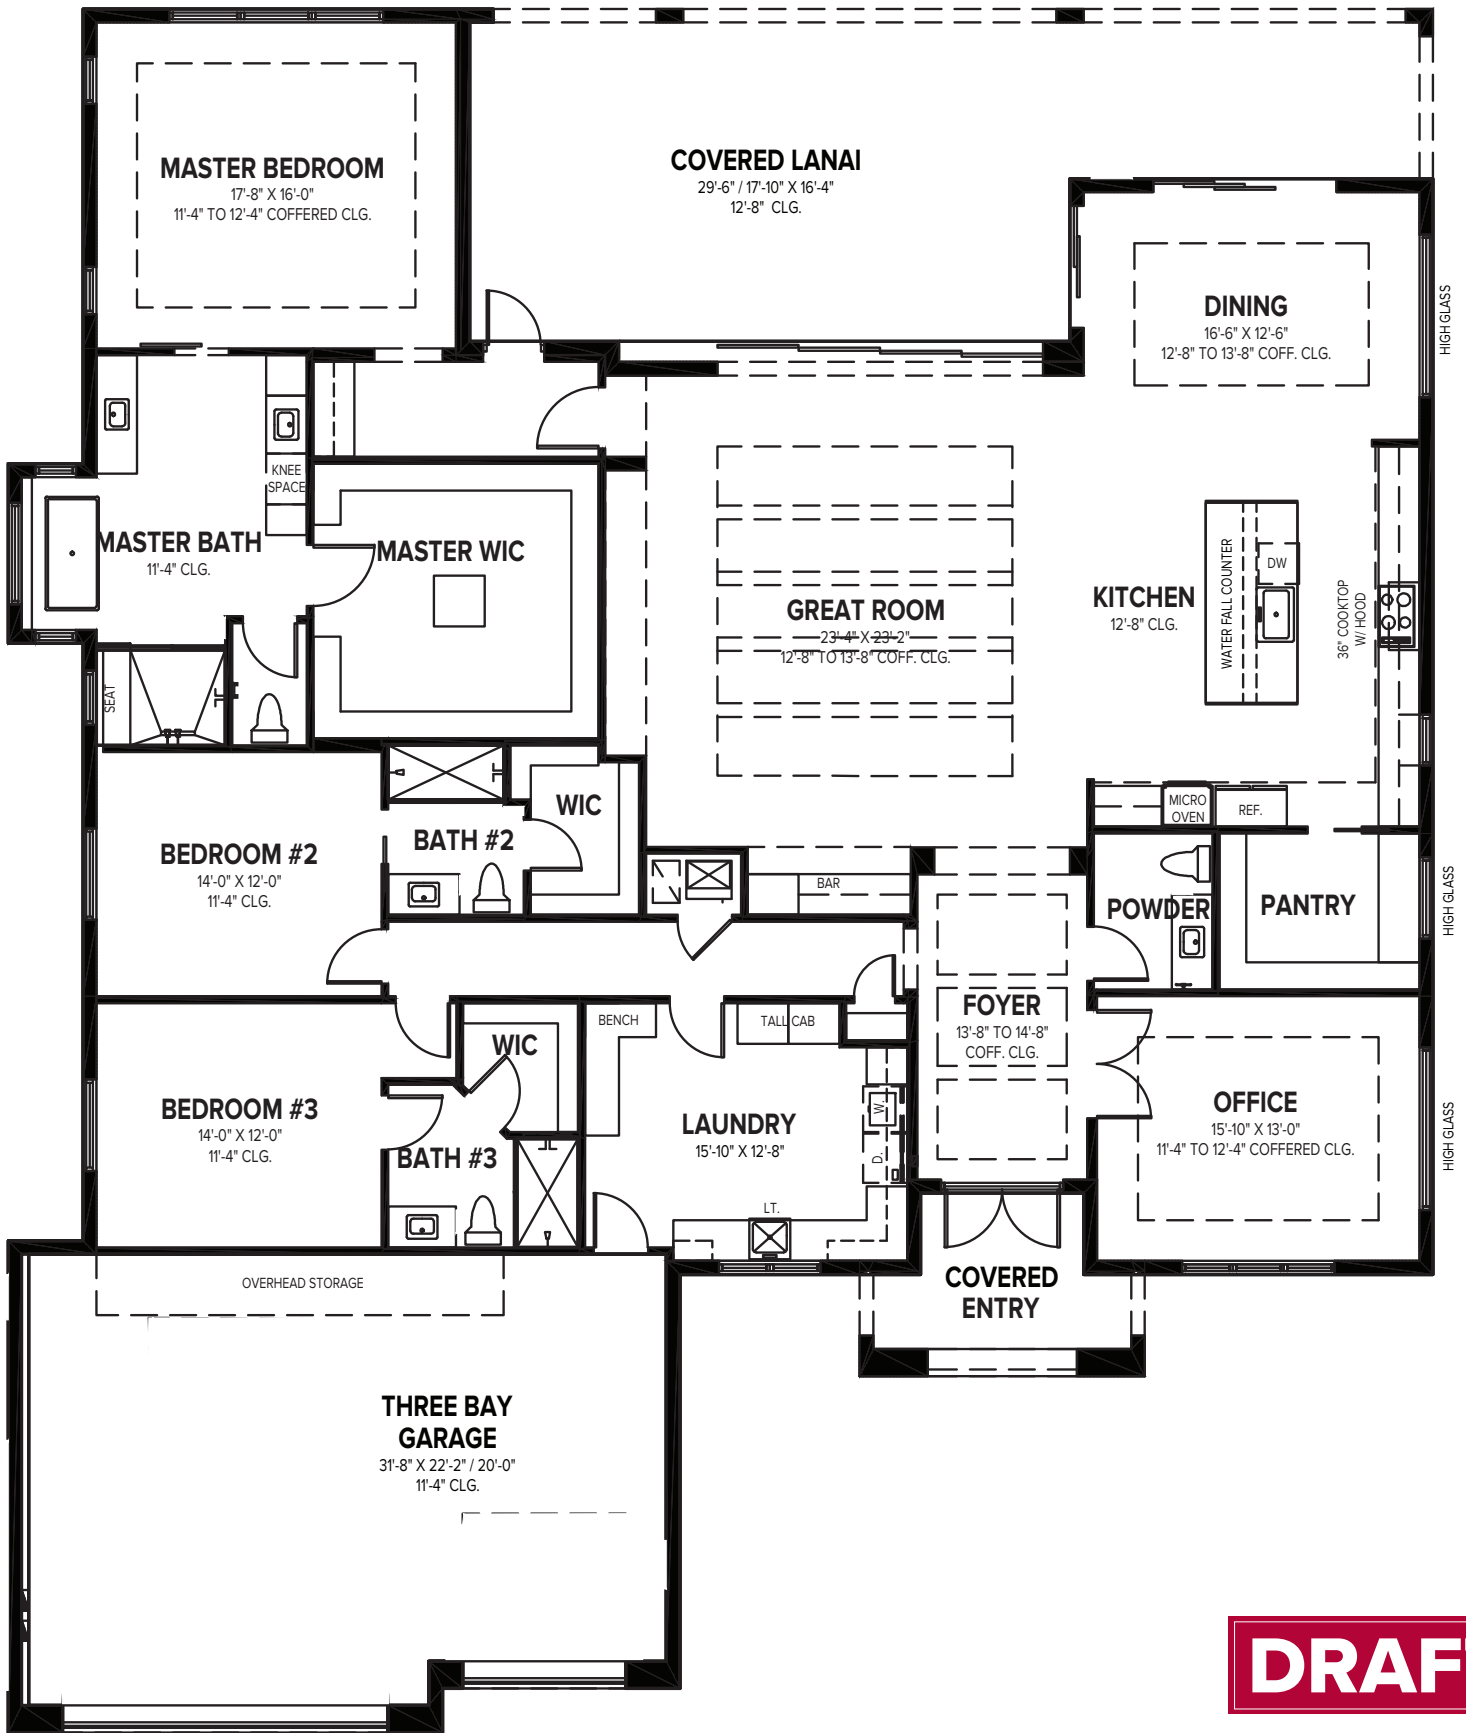 MASTER BEDROOM
17'-8" X 16'-0"
11'-4" TO 12'-4" COFFERED CLG.
COVERED LANAI
29'-6" / 17'-10" X 16'-4"
12'-8" CLG.
DINING
16'-6" X 12'-6"
12'-8" TO 13'-8" COFF. CLG.
HIGH GLASS
KNEE
SPACE
MASTER BATH
11'-4" CLG.
MASTER WIC
GREAT ROOM
23'-4" X 23'-2"
12'-8" TO 13'-8" COFF. CLG.
KITCHEN
12'-8" CLG.
WATER FALL COUNTER
DW
36" COOKTOP
W/ HOOD
SEAT
MICRO
OVEN
REF.
WIC
BATH #2
BEDROOM #2
14'-0" X 12'-0"
11'-4" CLG.
BAR
POWDER
PANTRY
HIGH GLASS
FOYER
13'-8" TO 14'-8"
COFF. CLG.
BENCH
TALL CAB
WIC
BEDROOM #3
14'-0" X 12'-0"
11'-4" CLG.
BATH #3
LAUNDRY
15'-10" X 12'-8"
W.
D.
LT.
OFFICE
15'-10" X 13'-0"
11'-4" TO 12'-4" COFFERED CLG.
HIGH GLASS
COVERED
ENTRY
OVERHEAD STORAGE
THREE BAY
GARAGE
31'-8" X 22'-2" / 20'-0"
11'-4" CLG.
DRAF